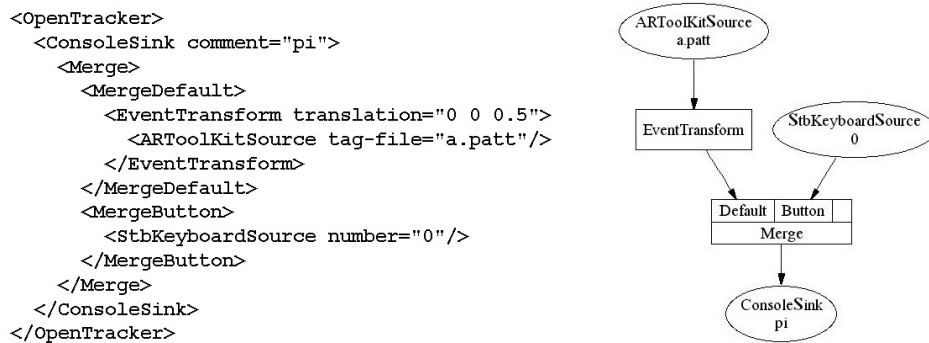 <OpenTracker>
  <ConsoleSink comment="pi">
    <Merge>
      <MergeDefault>
        <EventTransform translation="0 0 0.5">
          <ARToolKitSource tag-file="a.patt"/>
        </EventTransform>
      </MergeDefault>
      <MergeButton>
        <StbKeyboardSource number="0"/>
      </MergeButton>
    </Merge>
  </ConsoleSink>
</OpenTracker>
ARToolKitSource
a.patt
EventTransform
StbKeyboardSource
0
Default Button
Merge
ConsoleSink
pi